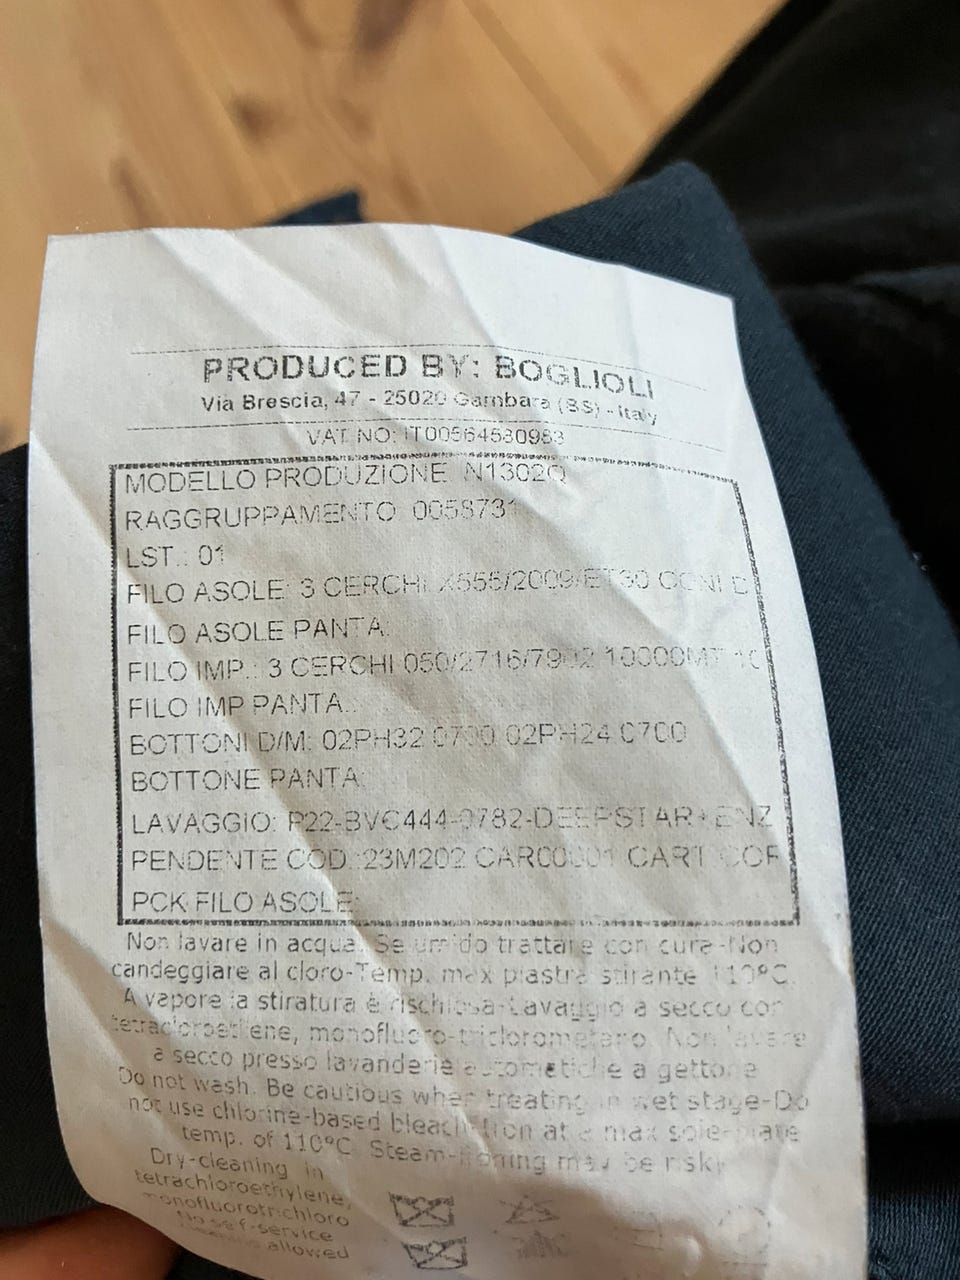 PRODUCED BY: BOGLIOLI
Via Brescia, 47 - 25020 Gambara (BS) - Italy
VAT NO: IT00564580983
MODELLO PRODUZIONE N1302Q
RAGGRUPPAMENTO 0058731
LST.: 01
FILO ASOLE: 3 CERCHI X555/2009/ET30 CONI D
FILO ASOLE PANTA:
FILO IMP.: 3 CERCHI 050/2716/7902 10000MT 10
FILO IMP PANTA.:
BOTTONI D/M: 02PH32 0700 02PH24 0700
BOTTONE PANTA:
LAVAGGIO: P22-BVC444-0782-DEEPSTAR+ENZ
PENDENTE COD.:23M202 CAR00001 CART COR
PCK FILO ASOLE:
Non lavare in acqua. Se umido trattare con cura-Non
candeggiare al cloro-Temp. max piastra stirante 110°C.
A vapore la stiratura è rischiosa-Lavaggio a secco con
tetracloroetilene, monofluoro-triclorometano. Non lavare
a secco presso lavanderie automatiche a gettone
Do not wash. Be cautious when treating in wet stage-Do
not use chlorine-based bleach-Iron at a max sole-plate
temp. of 110°C Steam-ironing may be risky
Dry-cleaning in
tetrachloroethylene,
monofluorotrichloro
No self-service
allowed